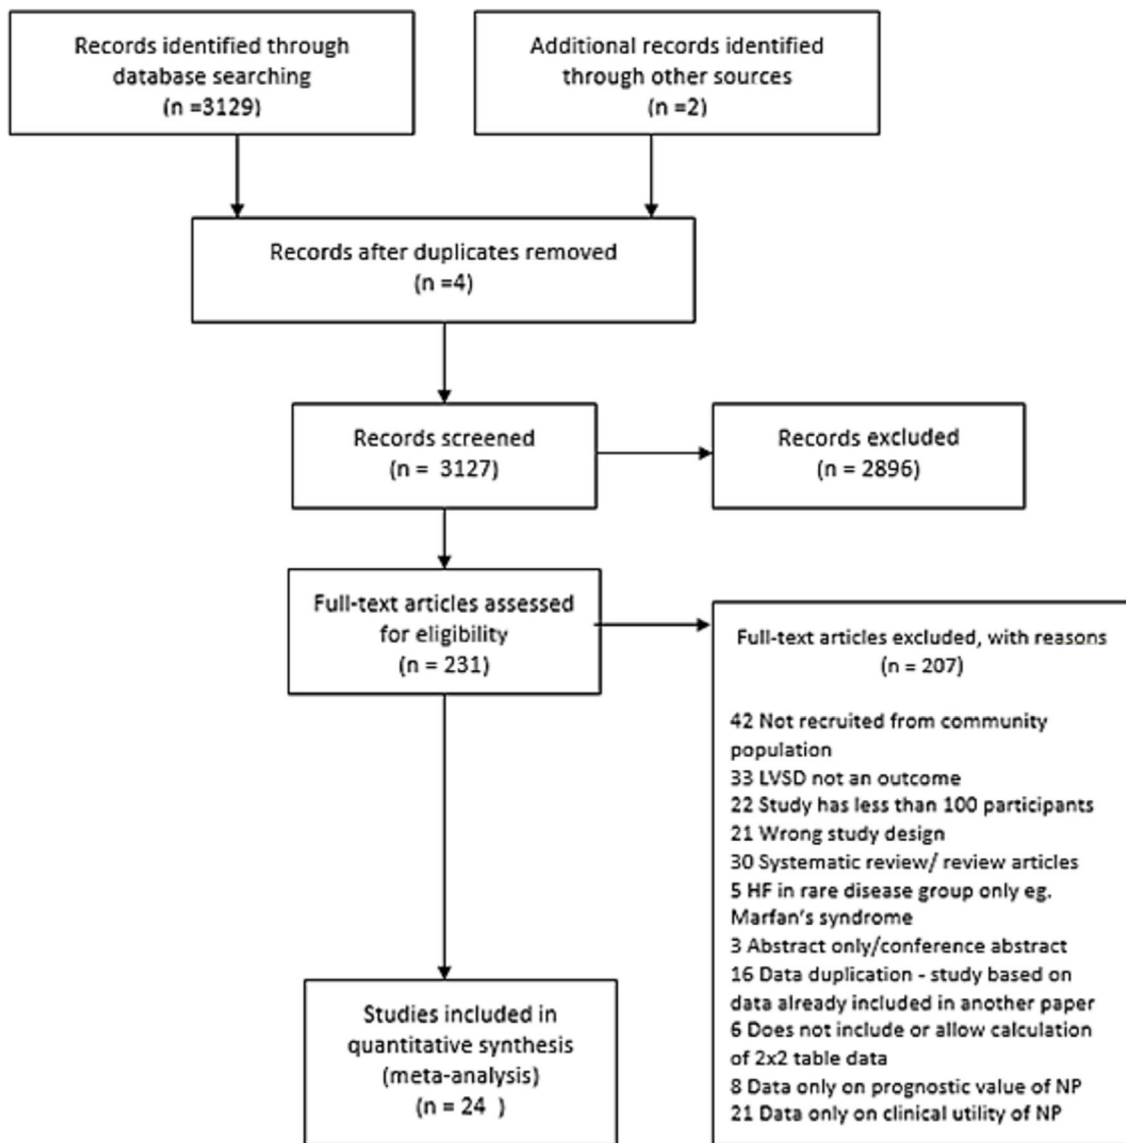 Records identified through
database searching
(n =3129)
Additional records identified
through other sources
(n =2)
Records after duplicates removed
(n =4)
Records screened
(n = 3127)
Records excluded
(n = 2896)
Full-text articles assessed
for eligibility
(n = 231)
Full-text articles excluded, with reasons
(n = 207)
42 Not recruited from community
population
33 LVSD not an outcome
22 Study has less than 100 participants
21 Wrong study design
30 Systematic review/ review articles
5 HF in rare disease group only eg.
Marfan's syndrome
3 Abstract only/conference abstract
16 Data duplication - study based on
data already included in another paper
6 Does not include or allow calculation
of 2x2 table data
8 Data only on prognostic value of NP
21 Data only on clinical utility of NP
Studies included in
quantitative synthesis
(meta-analysis)
(n = 24 )